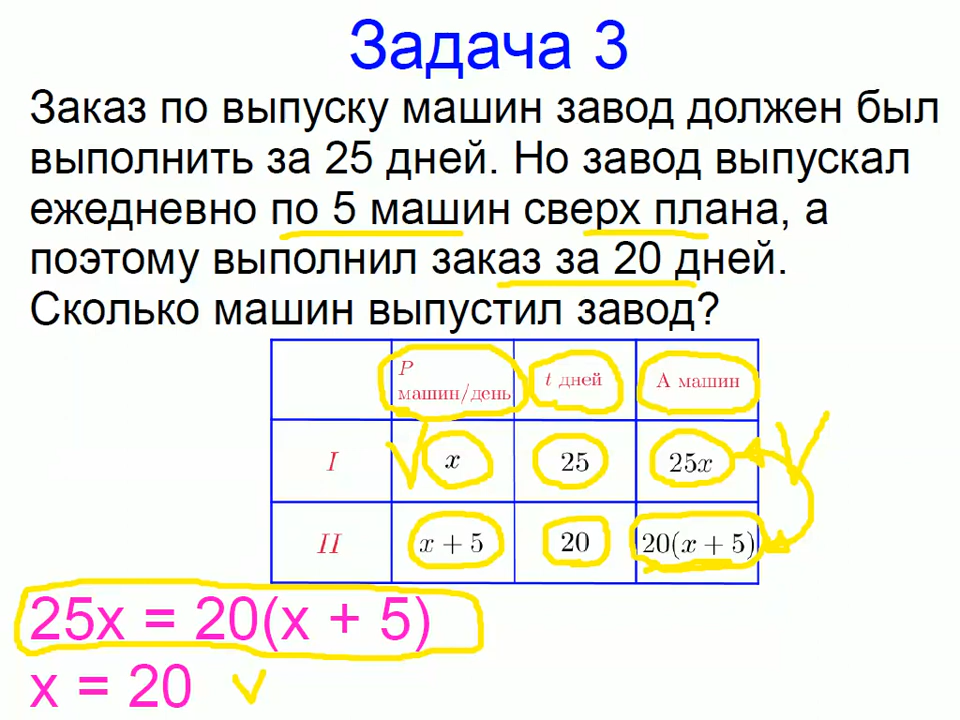 Задача 3
Заказ по выпуску машин завод должен был
выполнить за 25 дней. Но завод выпускал
ежедневно по 5 машин сверх плана, а
поэтому выполнил заказ за 20 дней.
Сколько машин выпустил завод?
P
машин/день
t дней
A машин
I
x
25
25x
II
x + 5
20
20(x + 5)
25x = 20(x + 5)
x = 20